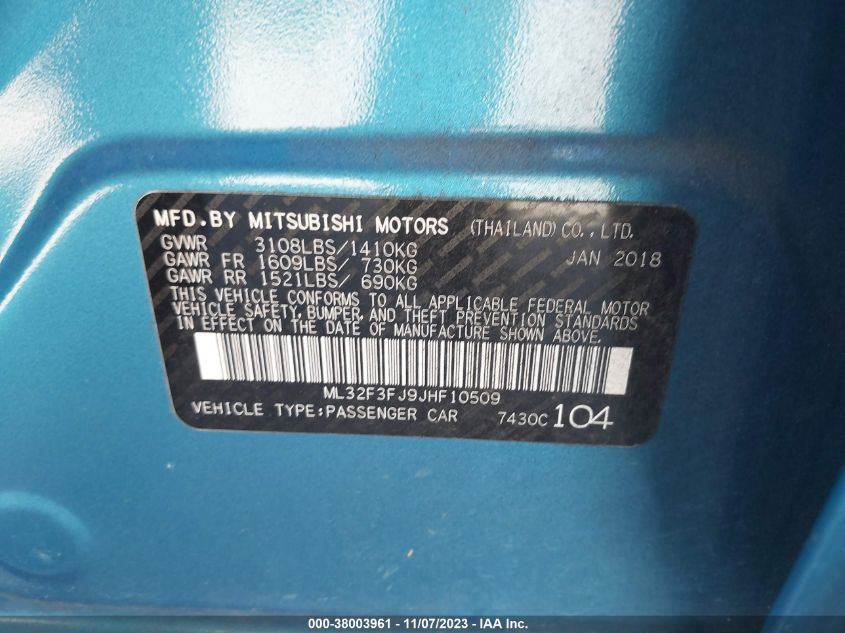 MFD.BY MITSUBISHI MOTORS (THAILAND)CO.,LTD.
GVWR 3108LBS/1410KG JAN 2018
GAWR FR 1609LBS/ 730KG
GAWR RR 1521LBS/ 690KG
THIS VEHICLE CONFORMS TO ALL APPLICABLE FEDERAL MOTOR
VEHICLE SAFETY, BUMPER, AND THEFT PREVENTION STANDARDS
IN EFFECT ON THE DATE OF MANUFACTURE SHOWN ABOVE.
ML32F3FJ9JHF10509
VEHICLE TYPE:PASSENGER CAR 7430C 104
000-38003961 - 11/07/2023 - IAA, Inc.